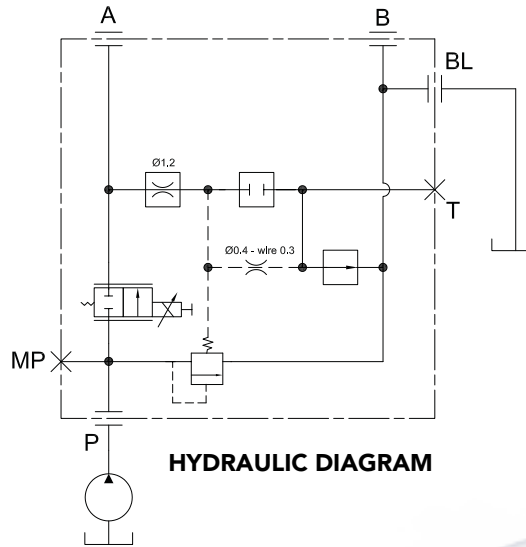 A
B
BL
Ø1,2
T
Ø0.4 - wire 0.3
MP
P
HYDRAULIC DIAGRAM